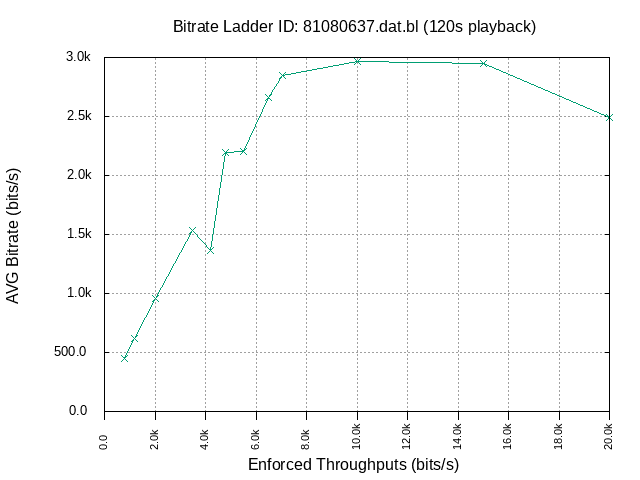 Bitrate Ladder ID: 81080637.dat.bl (120s playback)
AVG Bitrate (bits/s)
3.0k
2.5k
2.0k
1.5k
1.0k
500.0
0.0
0.0
2.0k
4.0k
6.0k
8.0k
10.0k
12.0k
14.0k
16.0k
18.0k
20.0k
Enforced Throughputs (bits/s)